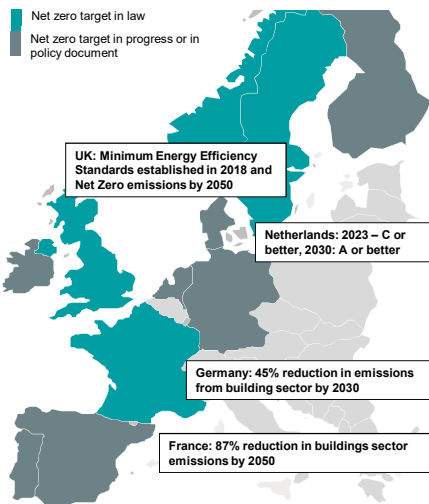 Net zero target in law
Net zero target in progress or in
policy document
UK: Minimum Energy Efficiency
Standards established in 2018 and
Net Zero emissions by 2050
Netherlands: 2023 – C or
better, 2030: A or better
Germany: 45% reduction in emissions
from building sector by 2030
France: 87% reduction in buildings sector
emissions by 2050